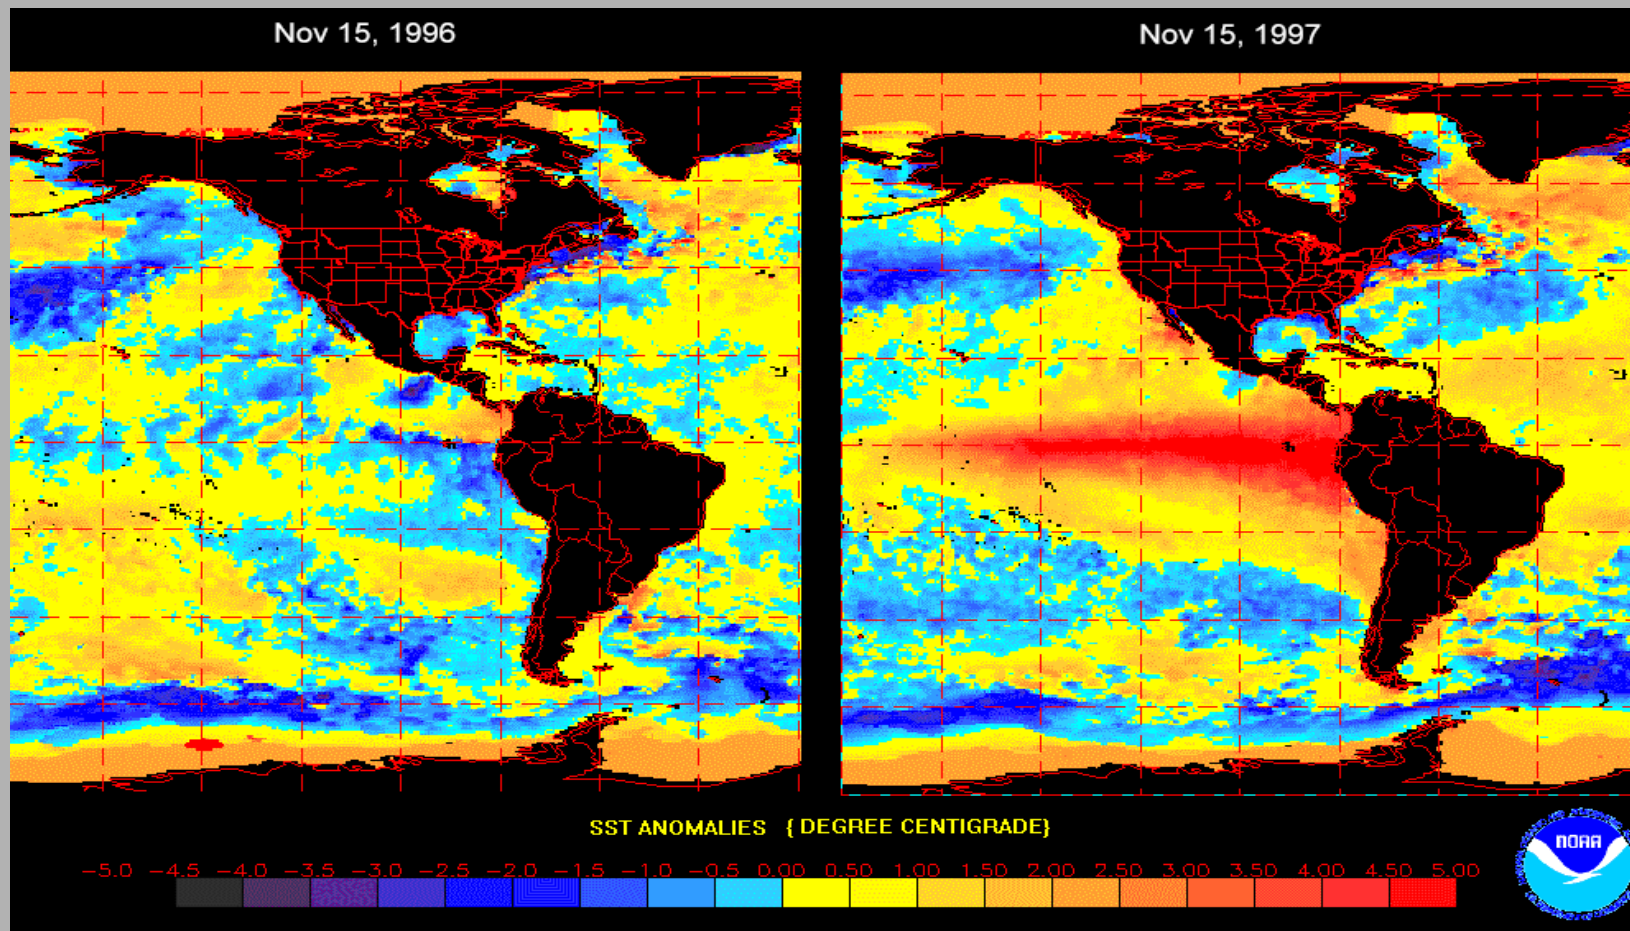 Nov 15, 1996
Nov 15, 1997
SST ANOMALIES { DEGREE CENTIGRADE}
-5.0 -4.5 -4.0 -3.5 -3.0 -2.5 -2.0 -1.5 -1.0 -0.5 0.00 0.50 1.00 1.50 2.00 2.50 3.00 3.50 4.00 4.50 5.00
NOAA